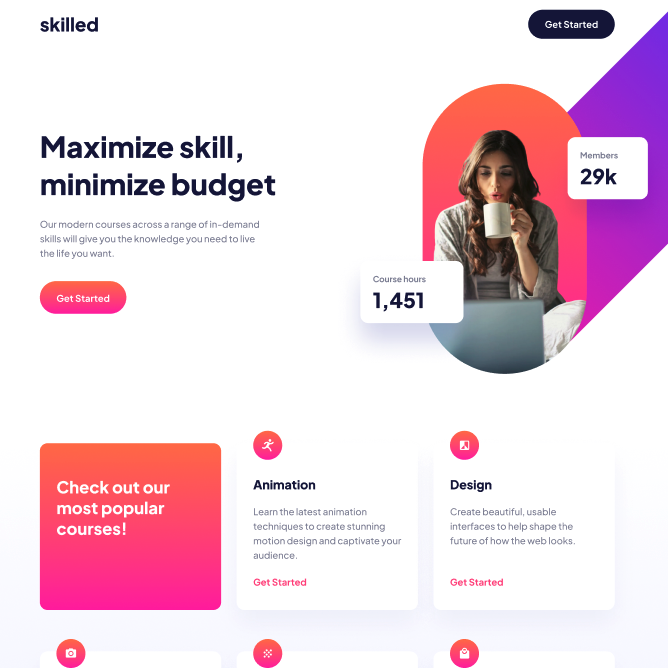 skilled
Get Started
Maximize skill,
minimize budget
Members
29k
Our modern courses across a range of in-demand
skills will give you the knowledge you need to live
the life you want.
Course hours
1,451
Get Started
Check out our
most popular
courses!
Animation
Learn the latest animation
techniques to create stunning
motion design and captivate your
audience.
Get Started
Design
Create beautiful, usable
interfaces to help shape the
future of how the web looks.
Get Started